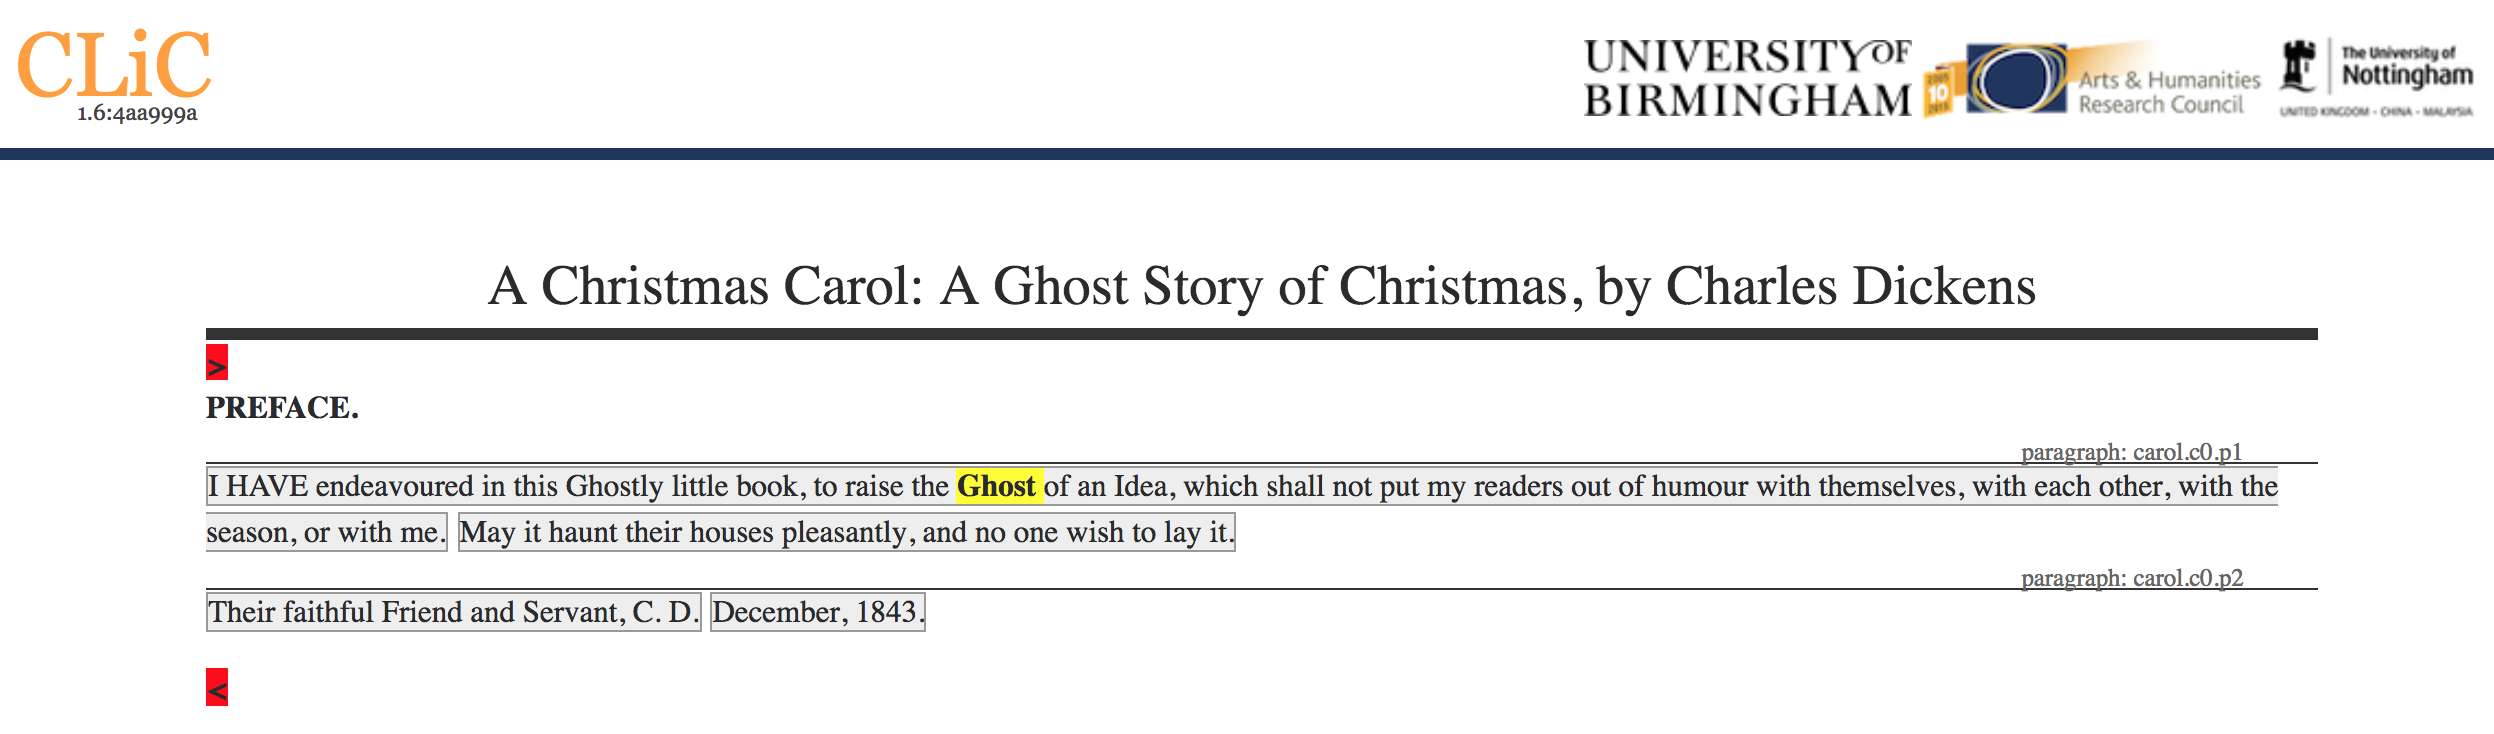 CLiC
1.6:4aa999a
UNIVERSITY OF
BIRMINGHAM
2005
10
2015
Arts & Humanities
Research Council
The University of
Nottingham
UNITED KINGDOM - CHINA - MALAYSIA
A Christmas Carol: A Ghost Story of Christmas, by Charles Dickens
>
PREFACE.
paragraph: carol.c0.p1
I HAVE endeavoured in this Ghostly little book, to raise the Ghost of an Idea, which shall not put my readers out of humour with themselves, with each other, with the
season, or with me. May it haunt their houses pleasantly, and no one wish to lay it.
paragraph: carol.c0.p2
Their faithful Friend and Servant, C. D. December, 1843.
<